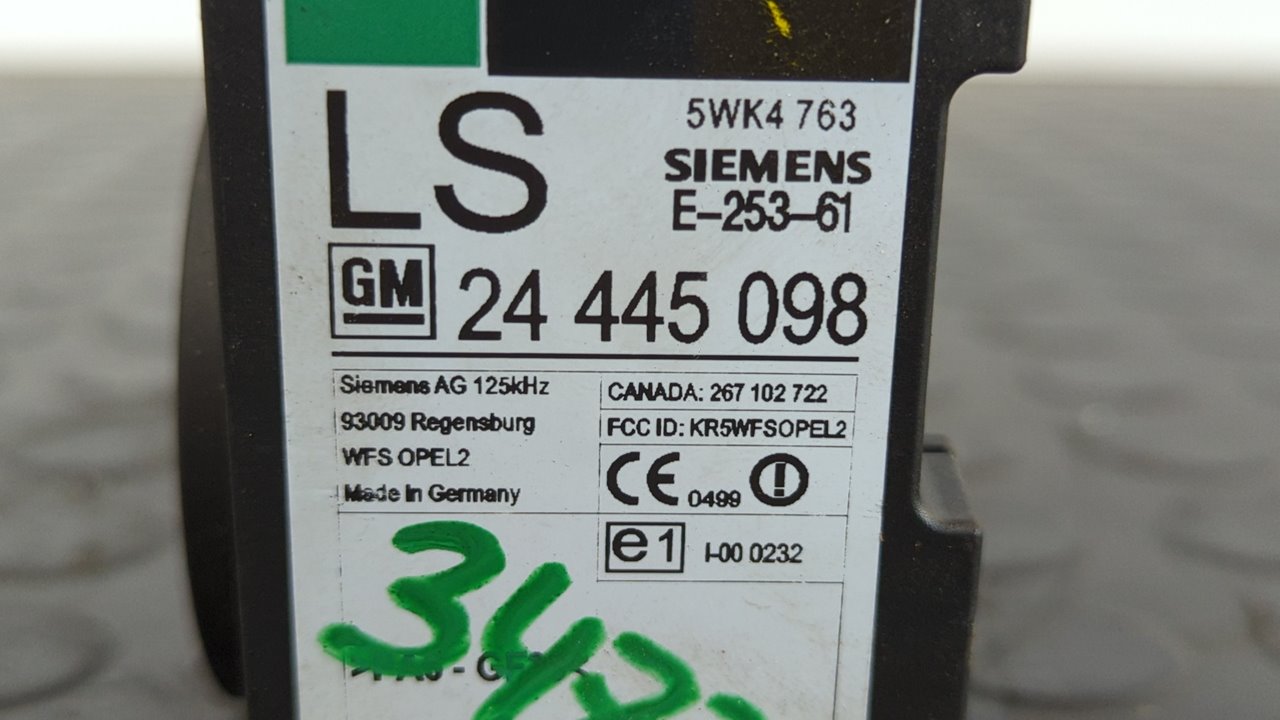 LS
5WK4 763
SIEMENS
E-253-61
GM 24 445 098
Siemens AG 125kHz
93009 Regensburg
WFS OPEL2
Made In Germany
CANADA: 267 102 722
FCC ID: KR5WFSOPEL2
CE 0499
e1 I-00 0232